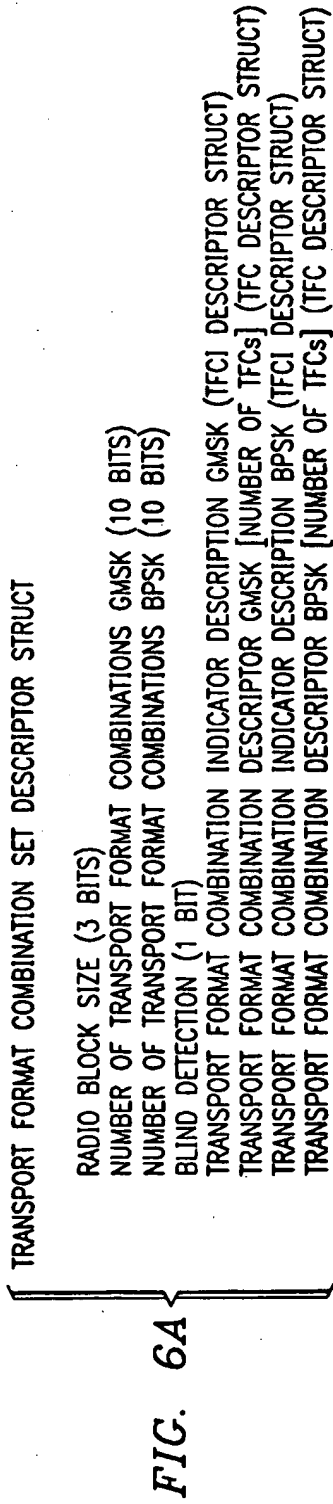 TRANSPORT FORMAT COMBINATION SET DESCRIPTOR STRUCT
RADIO BLOCK SIZE (3 BITS)
NUMBER OF TRANSPORT FORMAT COMBINATIONS GMSK (10 BITS)
NUMBER OF TRANSPORT FORMAT COMBINATIONS BPSK (10 BITS)
BLIND DETECTION (1 BIT)
TRANSPORT FORMAT COMBINATION INDICATOR DESCRIPTION GMSK (TFCI DESCRIPTOR STRUCT)
TRANSPORT FORMAT COMBINATION DESCRIPTOR GMSK [NUMBER OF TFCs] (TFC DESCRIPTOR STRUCT)
TRANSPORT FORMAT COMBINATION INDICATOR DESCRIPTION BPSK (TFCI DESCRIPTOR STRUCT)
TRANSPORT FORMAT COMBINATION DESCRIPTOR BPSK [NUMBER OF TFCs] (TFC DESCRIPTOR STRUCT)
FIG. 6A